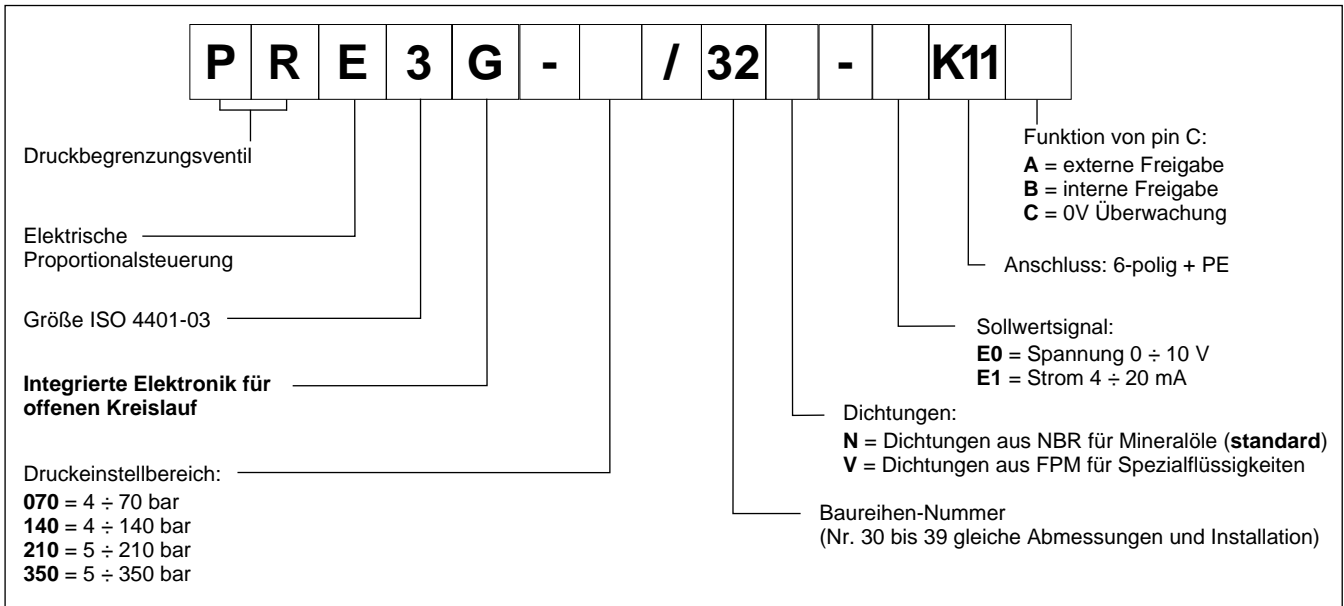 PRE3G- /32 - K11
Druckbegrenzungsventil
Elektrische
Proportionalsteuerung
Größe ISO 4401-03
Integrierte Elektronik für
offenen Kreislauf
Druckeinstellbereich:
070 = 4 ÷ 70 bar
140 = 4 ÷ 140 bar
210 = 5 ÷ 210 bar
350 = 5 ÷ 350 bar
Funktion von pin C:
A = externe Freigabe
B = interne Freigabe
C = 0V Überwachung
Anschluss: 6-polig + PE
Sollwertsignal:
E0 = Spannung 0 ÷ 10 V
E1 = Strom 4 ÷ 20 mA
Dichtungen:
N = Dichtungen aus NBR für Mineralöle (standard)
V = Dichtungen aus FPM für Spezialflüssigkeiten
Baureihen-Nummer
(Nr. 30 bis 39 gleiche Abmessungen und Installation)